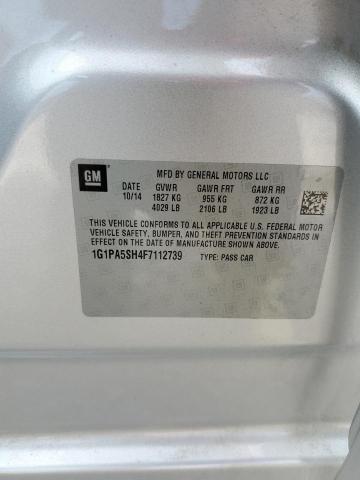 GM
MFD BY GENERAL MOTORS LLC
DATE GVWR GAWR FRT GAWR RR
10/14 1827 KG 955 KG 872 KG
4029 LB 2106 LB 1923 LB
THIS VEHICLE CONFORMS TO ALL APPLICABLE U.S. FEDERAL MOTOR
VEHICLE SAFETY, BUMPER, AND THEFT PREVENTION STANDARDS IN
EFFECT ON THE DATE OF MANUFACTURE SHOWN ABOVE.
1G1PA5SH4F7112739 TYPE: PASS CAR